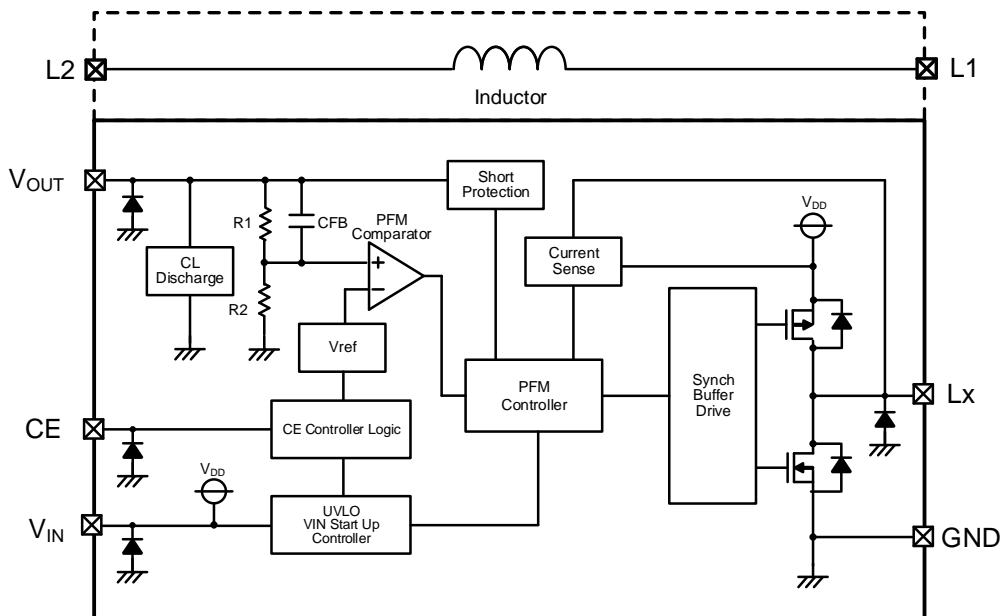 L2
L1
Inductor
VOUT
Short
Protection
VDD
R1
CFB
PFM
Comparator
CL
Discharge
Current
Sense
+
−
R2
Vref
PFM
Controller
Synch
Buffer
Drive
Lx
CE
CE Controller Logic
VDD
VIN
UVLO
VIN Start Up
Controller
GND